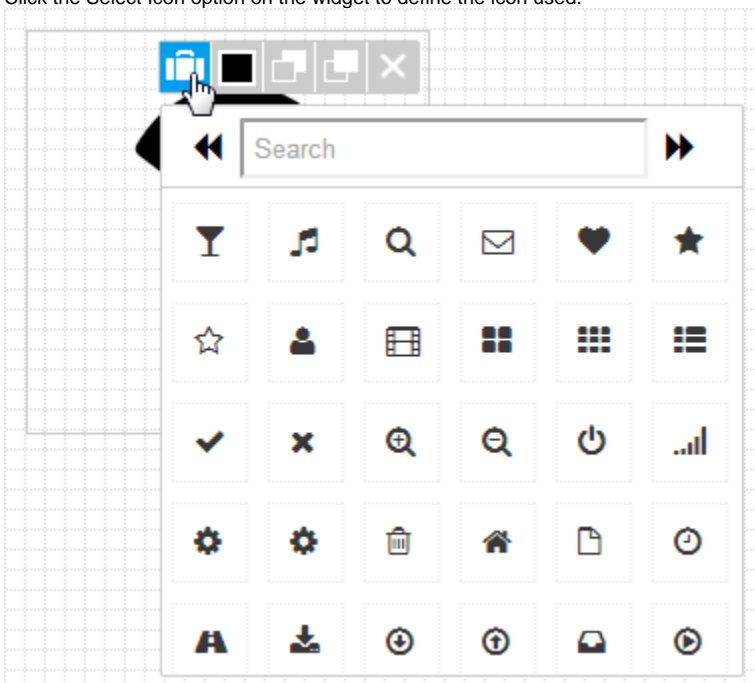 Click the Select Icon option on the widget to define the icon used.
Search